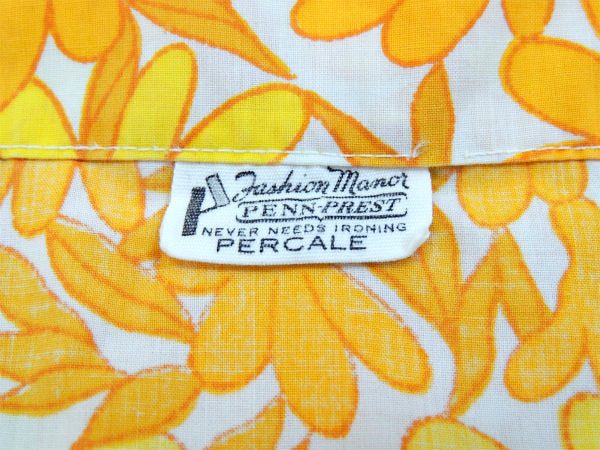 Fashion Manor
PENN-PREST
NEVER NEEDS IRONING
PERCALE